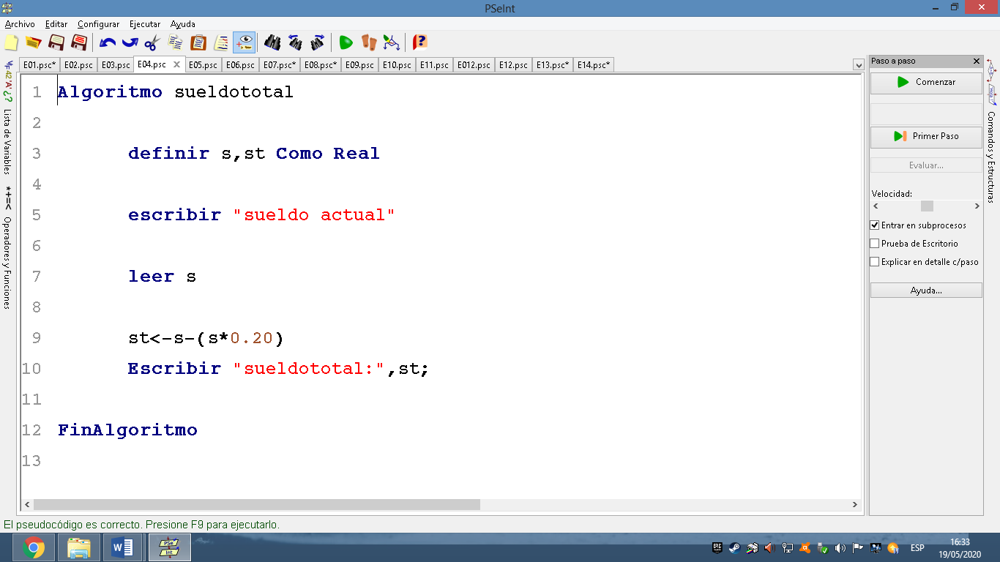 PSeInt
Archivo Editar Configurar Ejecutar Ayuda
E01.psc* E02.psc E03.psc E04.psc E05.psc E06.psc E07.psc* E08.psc* E09.psc E10.psc E11.psc E012.psc E12.psc E13.psc* E14.psc*
1 Algoritmo sueldototal
2
3 definir s,st Como Real
4
5 escribir "sueldo actual"
6
7 leer s
8
9 st<-s-(s*0.20)
10 Escribir "sueldototal:",st;
11
12 FinAlgoritmo
13
Lista de Variables
*+=<
Operadores y Funciones
Paso a paso
Comenzar
Primer Paso
Evaluar...
Velocidad:
Entrar en subprocesos
Prueba de Escritorio
Explicar en detalle c/paso
Ayuda...
Comandos y Estructuras
El pseudocódigo es correcto. Presione F9 para ejecutarlo.
ESP
16:33
19/05/2020